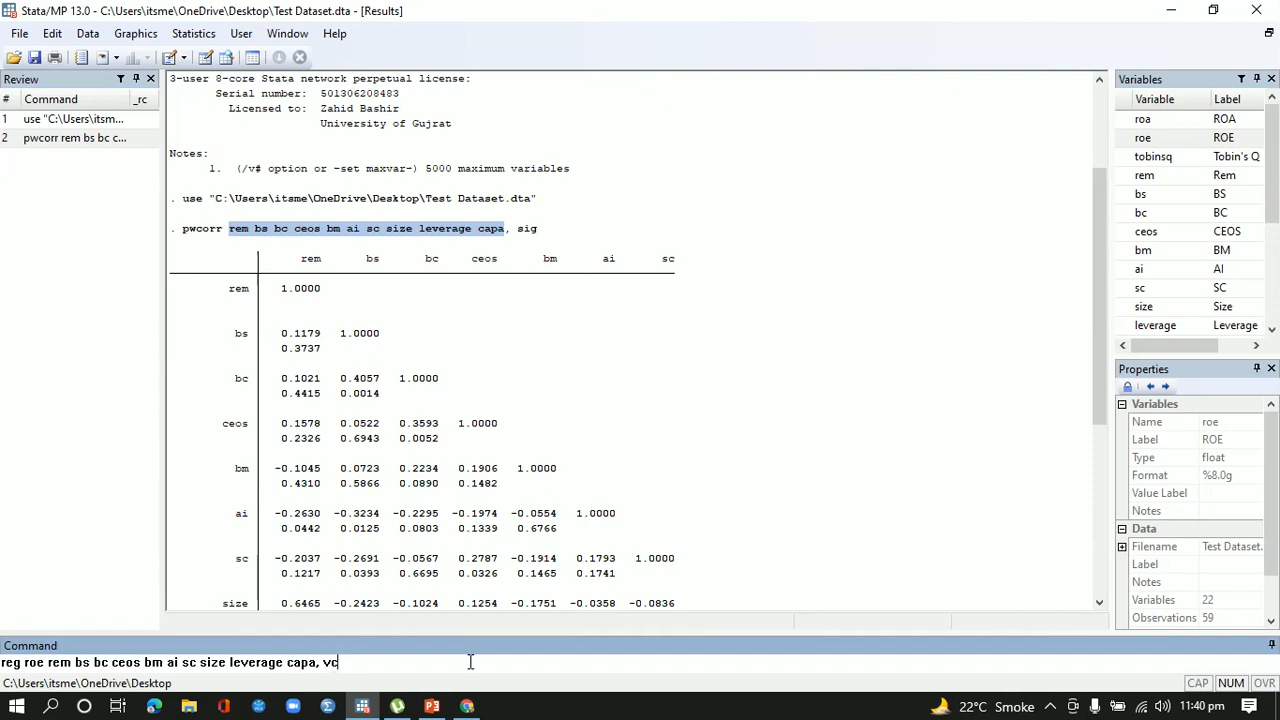 Stata/MP 13.0 - C:\Users\itsme\OneDrive\Desktop\Test Dataset.dta - [Results]
File Edit Data Graphics Statistics User Window Help
Review
# Command _rc
1 use "C:\Users\itsm...
2 pwcorr rem bs bc c...
3-user 8-core Stata network perpetual license:
Serial number: 501306208483
Licensed to: Zahid Bashir
University of Gujrat
Notes:
1. (/v# option or -set maxvar-) 5000 maximum variables
. use "C:\Users\itsme\OneDrive\Desktop\Test Dataset.dta"
. pwcorr rem bs bc ceos bm ai sc size leverage capa, sig
rem bs bc ceos bm ai sc
rem 1.0000
bs 0.1179 1.0000
0.3737
bc 0.1021 0.4057 1.0000
0.4415 0.0014
ceos 0.1578 0.0522 0.3593 1.0000
0.2326 0.6943 0.0052
bm -0.1045 0.0723 0.2234 0.1906 1.0000
0.4310 0.5866 0.0890 0.1482
ai -0.2630 -0.3234 -0.2295 -0.1974 -0.0554 1.0000
0.0442 0.0125 0.0803 0.1339 0.6766
sc -0.2037 -0.2691 -0.0567 0.2787 -0.1914 0.1793 1.0000
0.1217 0.0393 0.6695 0.0326 0.1465 0.1741
size 0.6465 -0.2423 -0.1024 0.1254 -0.1751 -0.0358 -0.0836
Variables
Variable Label
roa ROA
roe ROE
tobinsq Tobin's Q
rem Rem
bs BS
bc BC
ceos CEOS
bm BM
ai AI
sc SC
size Size
leverage Leverage
Properties
Variables
Name roe
Label ROE
Type float
Format %8.0g
Value Label
Notes
Data
Filename Test Dataset.
Label
Notes
Variables 22
Observations 59
Command
reg roe rem bs bc ceos bm ai sc size leverage capa, vc
C:\Users\itsme\OneDrive\Desktop
CAP NUM OVR
22°C Smoke 11:40 pm